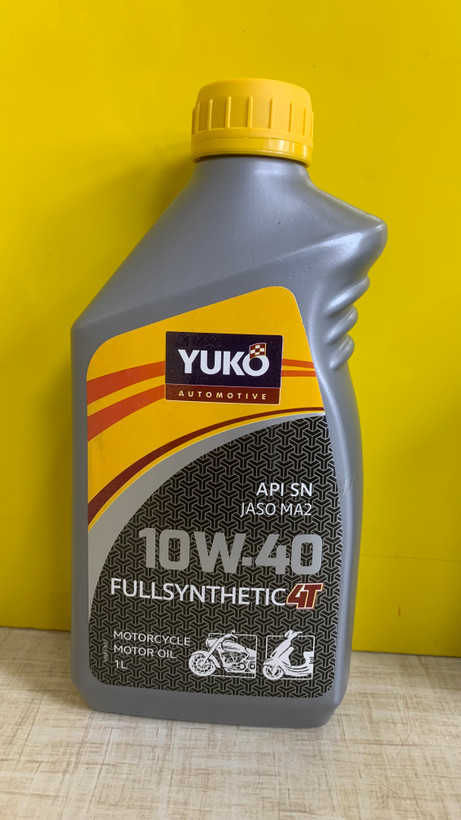 YUKO
AUTOMOTIVE
API SN
JASO MA2
10W-40
FULLSYNTHETIC 4T
MOTORCYCLE
MOTOR OIL
1L